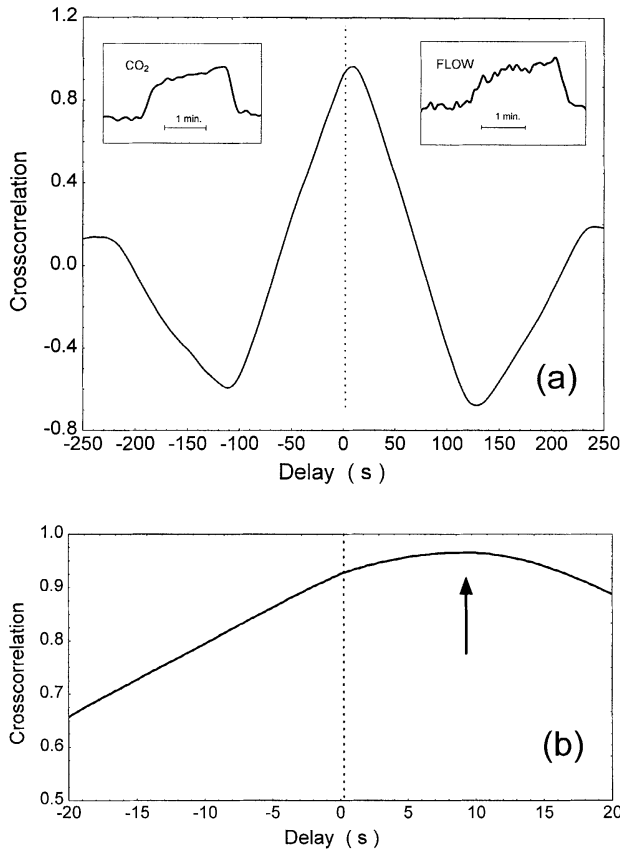 1.2
0.8
0.4
0.0
-0.4
-0.8
Crosscorrelation
CO₂
1 min.
FLOW
1 min.
(a)
-250 -200 -150 -100 -50 0 50 100 150 200 250
Delay ( s )
1.0
0.9
0.8
0.7
0.6
0.5
Crosscorrelation
(b)
-20 -15 -10 -5 0 5 10 15 20
Delay ( s )